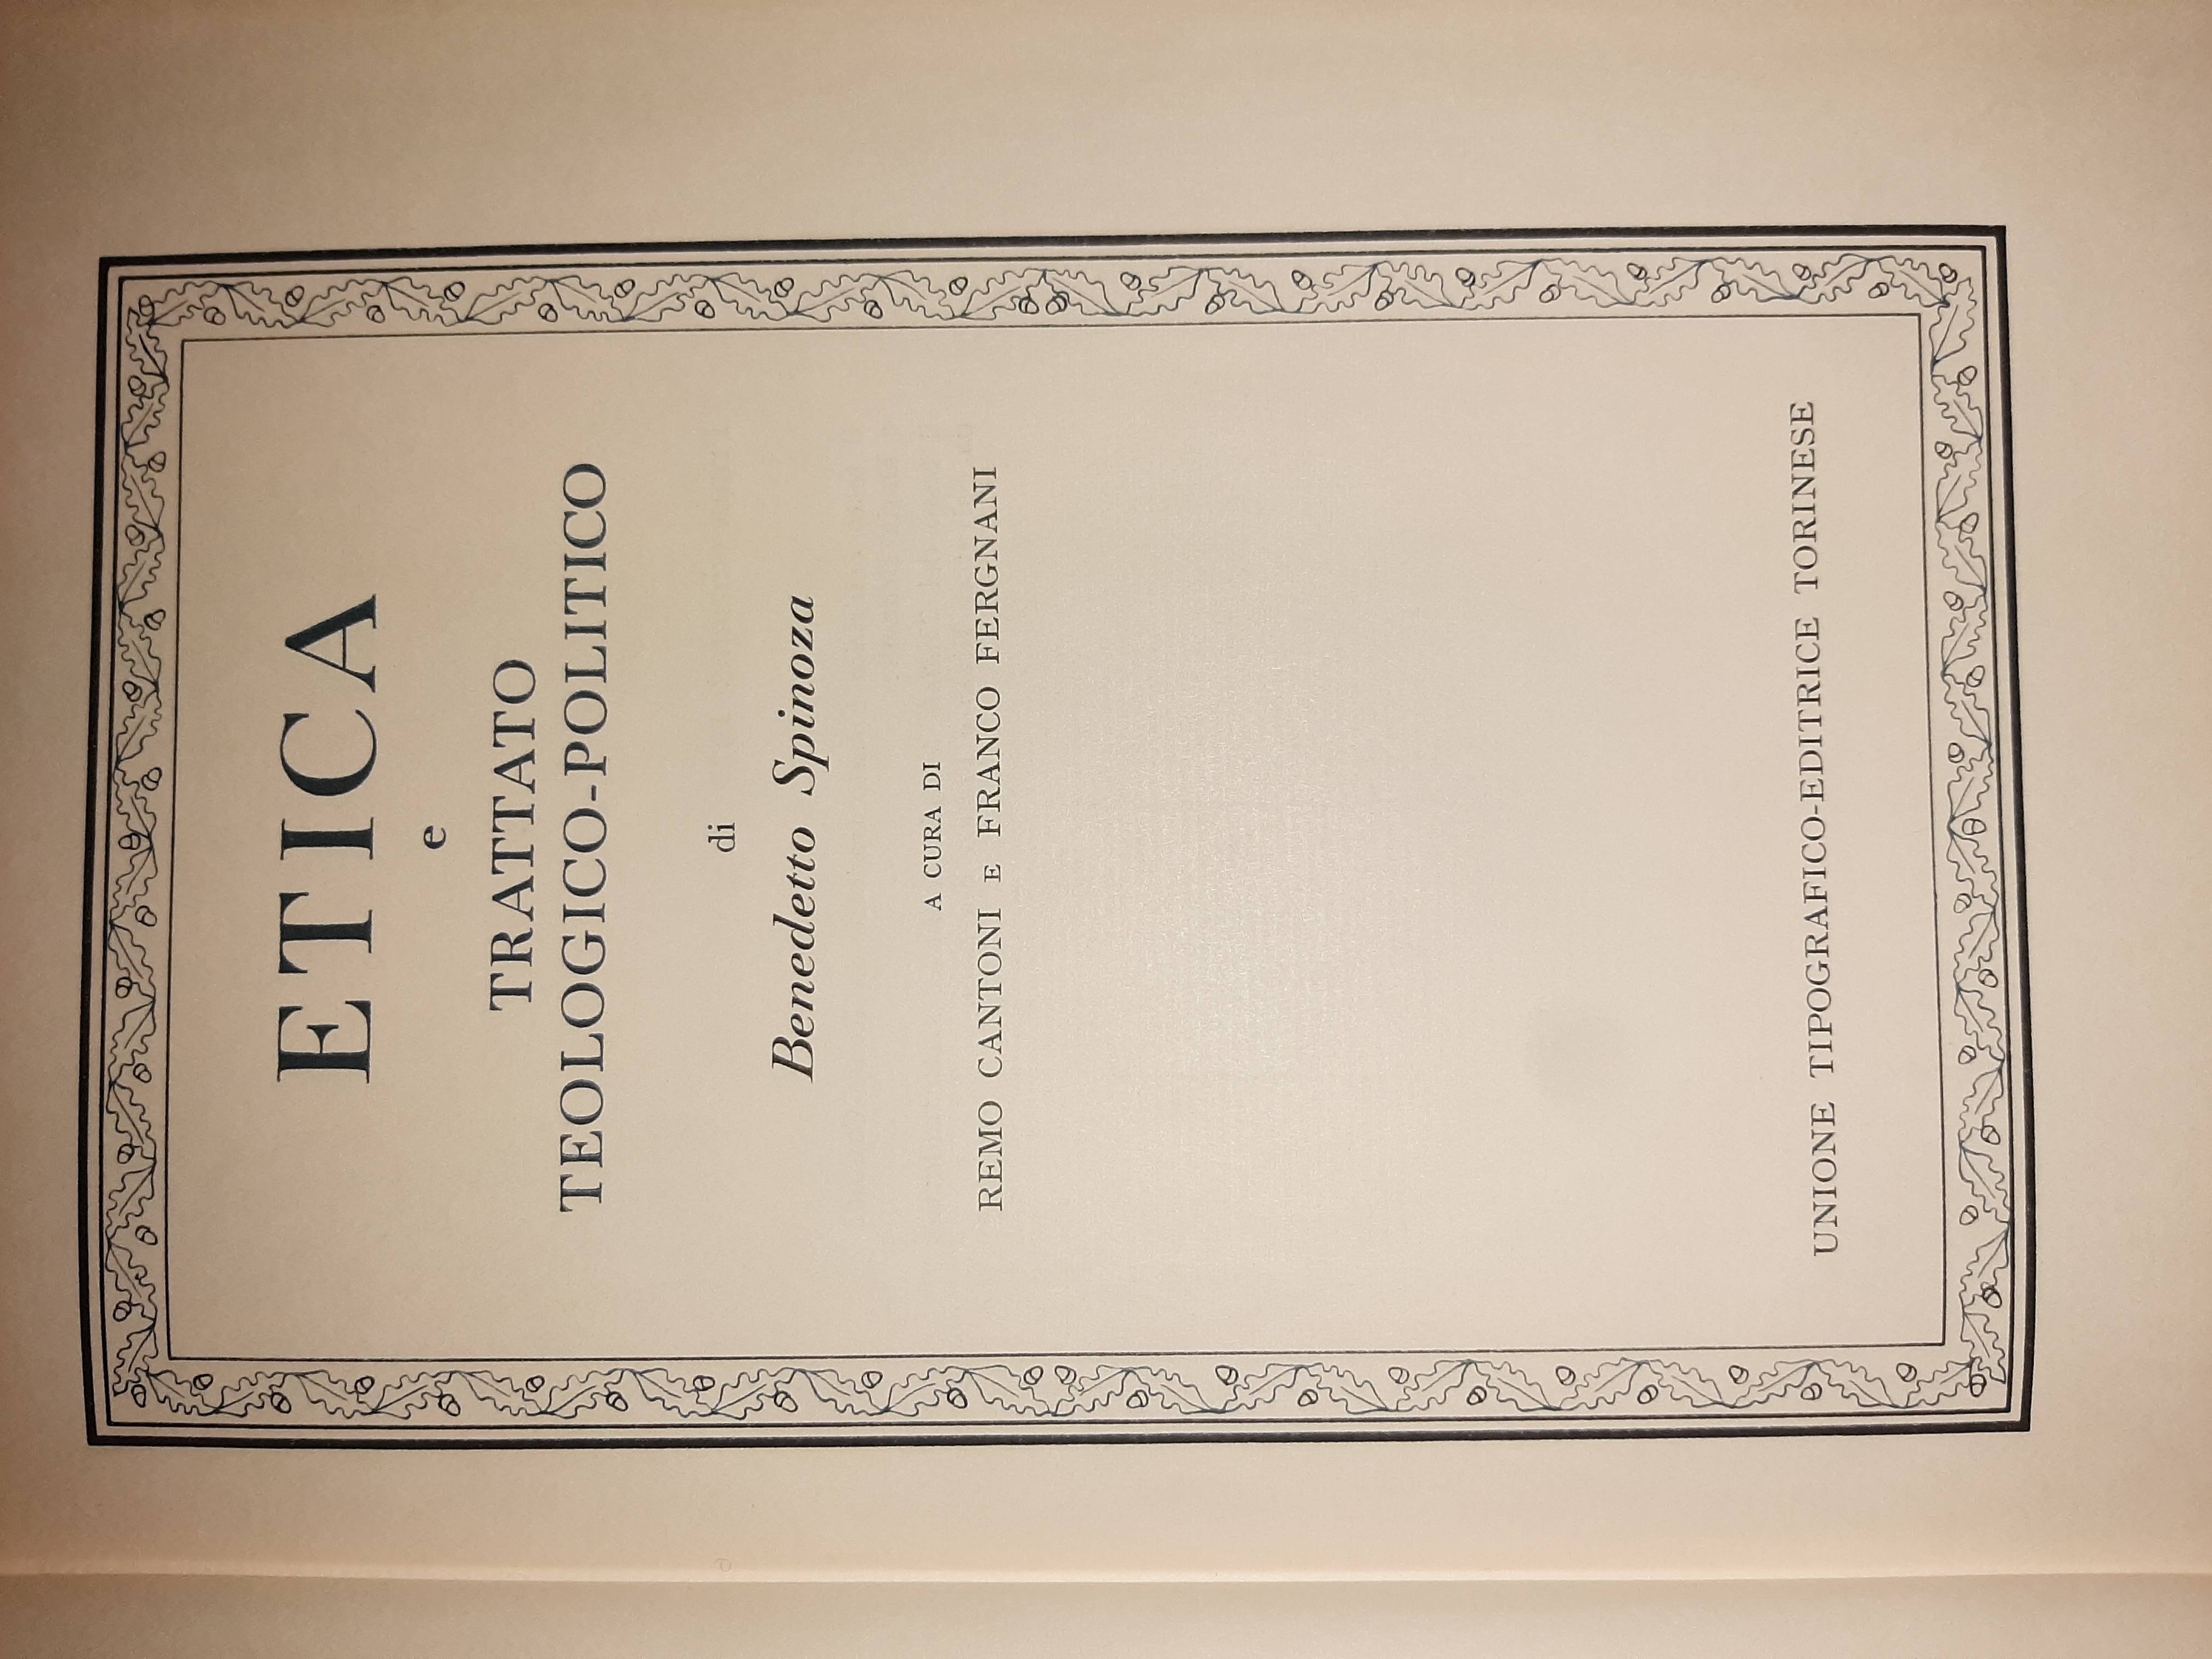 ETICA
e
TRATTATO
TEOLOGICO-POLITICO
di
Benedetto Spinoza
A CURA DI
REMO CANTONI E FRANCO FERGNANI
UNIONE TIPOGRAFICO-EDITRICE TORINESE